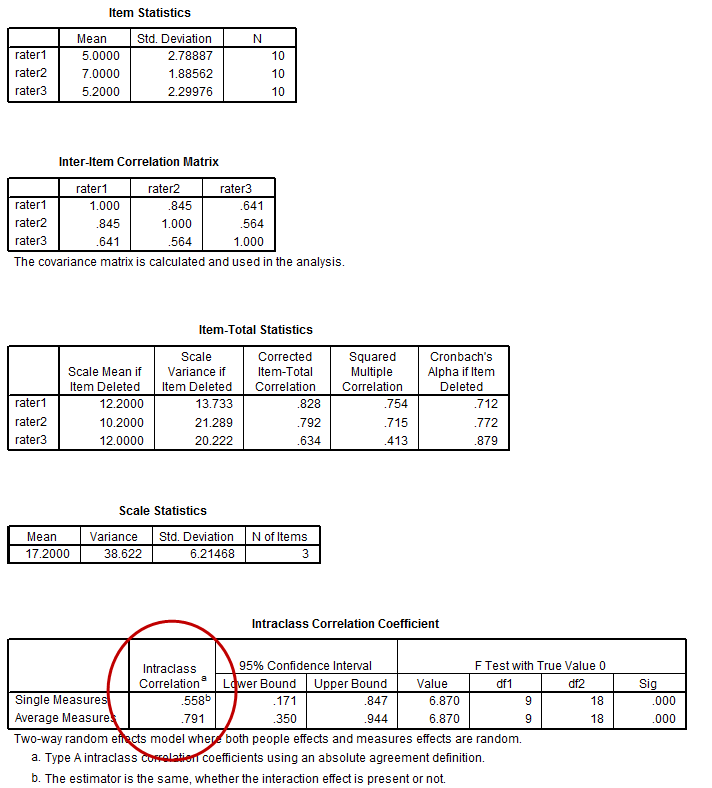 Item Statistics
Mean Std. Deviation N
rater1 5.0000 2.78887 10
rater2 7.0000 1.88562 10
rater3 5.2000 2.29976 10
Inter-Item Correlation Matrix
rater1 rater2 rater3
rater1 1.000 .845 .641
rater2 .845 1.000 .564
rater3 .641 .564 1.000
The covariance matrix is calculated and used in the analysis.
Item-Total Statistics
Scale Corrected Squared Cronbach's
Scale Mean if Variance if Item-Total Multiple Alpha if Item
Item Deleted Item Deleted Correlation Correlation Deleted
rater1 12.2000 13.733 .828 .754 .712
rater2 10.2000 21.289 .792 .715 .772
rater3 12.0000 20.222 .634 .413 .879
Scale Statistics
Mean Variance Std. Deviation N of Items
17.2000 38.622 6.21468 3
Intraclass Correlation Coefficient
Intraclass 95% Confidence Interval F Test with True Value 0
Correlation a Lower Bound Upper Bound Value df1 df2 Sig
Single Measures .558b .171 .847 6.870 9 18 .000
Average Measures .791 .350 .944 6.870 9 18 .000
Two-way random effects model where both people effects and measures effects are random.
a. Type A intraclass correlation coefficients using an absolute agreement definition.
b. The estimator is the same, whether the interaction effect is present or not.